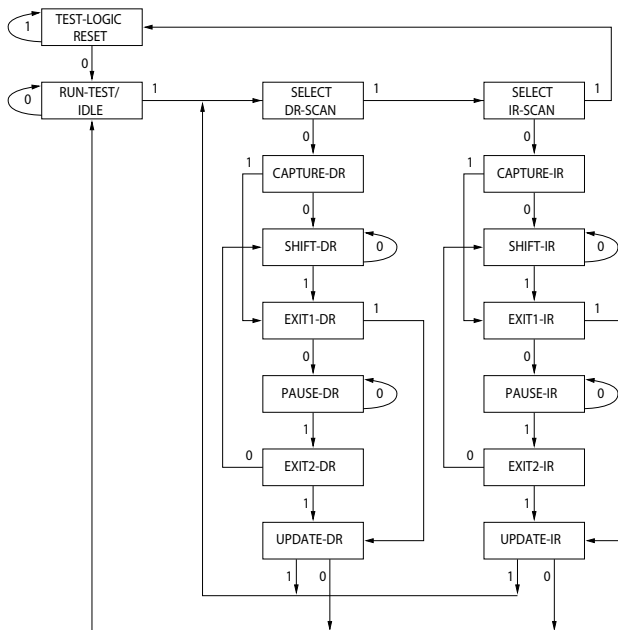 TEST-LOGIC
RESET
1
0
RUN-TEST/
IDLE
0
1
SELECT
DR-SCAN
1
SELECT
IR-SCAN
1
0
0
CAPTURE-DR
1
CAPTURE-IR
1
0
0
SHIFT-DR
0
SHIFT-IR
0
1
1
EXIT1-DR
1
EXIT1-IR
1
0
0
PAUSE-DR
0
PAUSE-IR
0
1
1
0
EXIT2-DR
0
EXIT2-IR
1
1
UPDATE-DR
UPDATE-IR
1
0
1
0